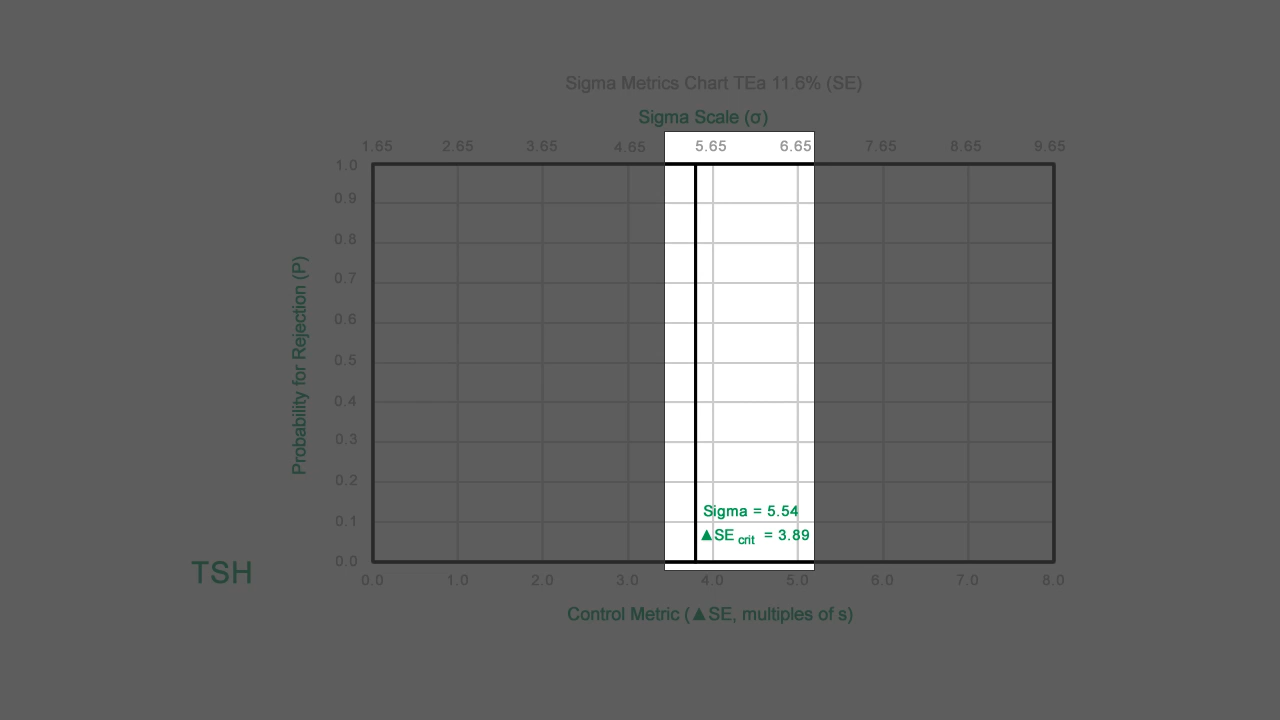 Sigma Metrics Chart TEa 11.6% (SE)
Sigma Scale (σ)
1.65 2.65 3.65 4.65 5.65 6.65 7.65 8.65 9.65
1.0
0.9
0.8
0.7
0.6
0.5
0.4
0.3
0.2
0.1
0.0
Probability for Rejection (P)
Sigma = 5.54
▲SE crit = 3.89
TSH
0.0 1.0 2.0 3.0 4.0 5.0 6.0 7.0 8.0
Control Metric (▲SE, multiples of s)